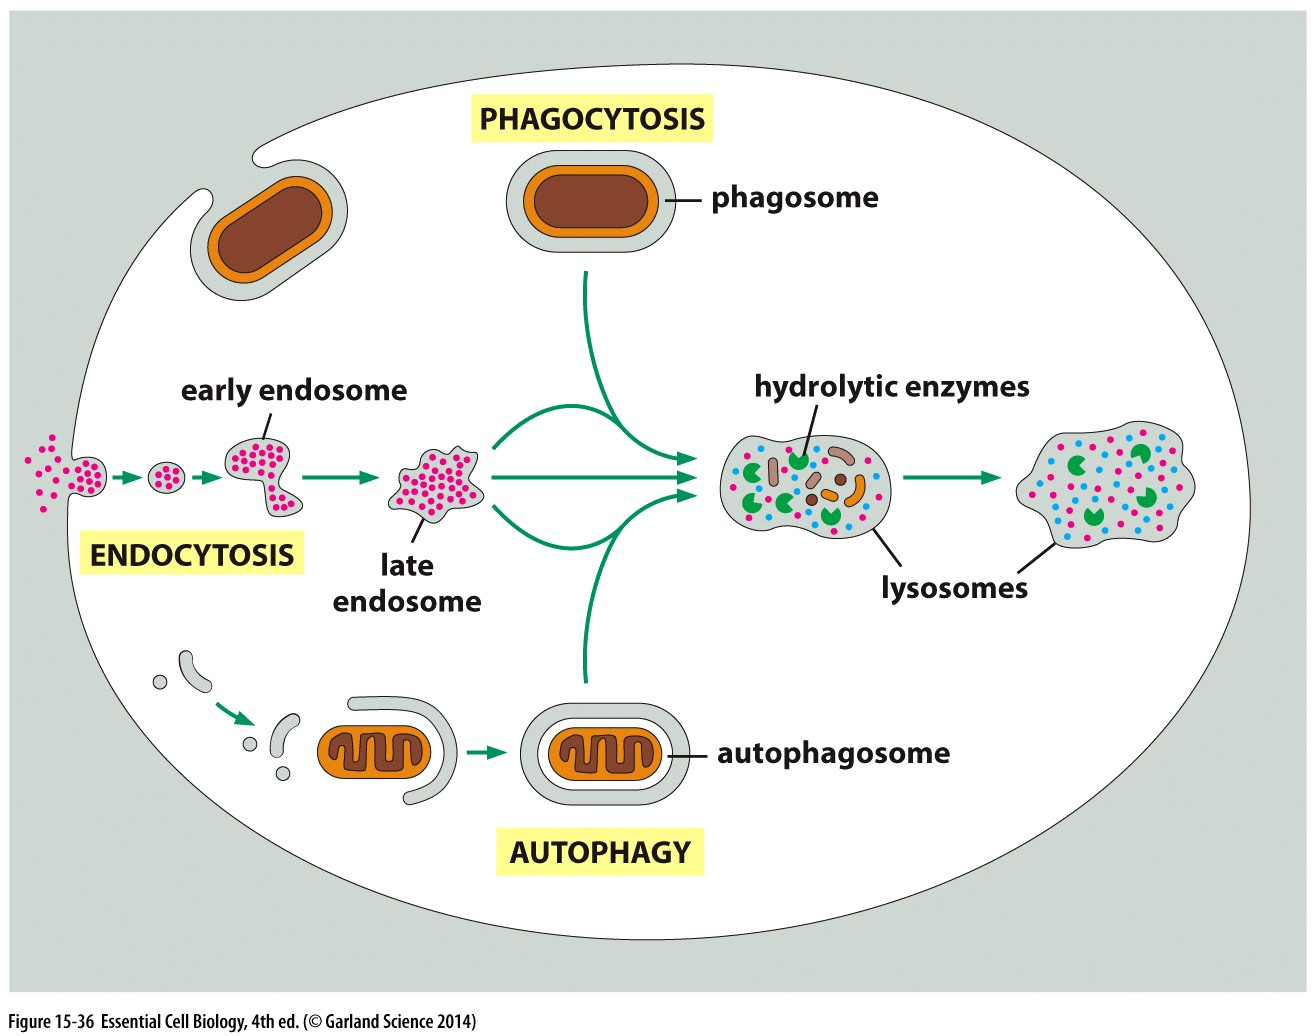 PHAGOCYTOSIS
phagosome
early endosome
hydrolytic enzymes
ENDOCYTOSIS
late
endosome
lysosomes
autophagosome
AUTOPHAGY
Figure 15-36 Essential Cell Biology, 4th ed. (© Garland Science 2014)